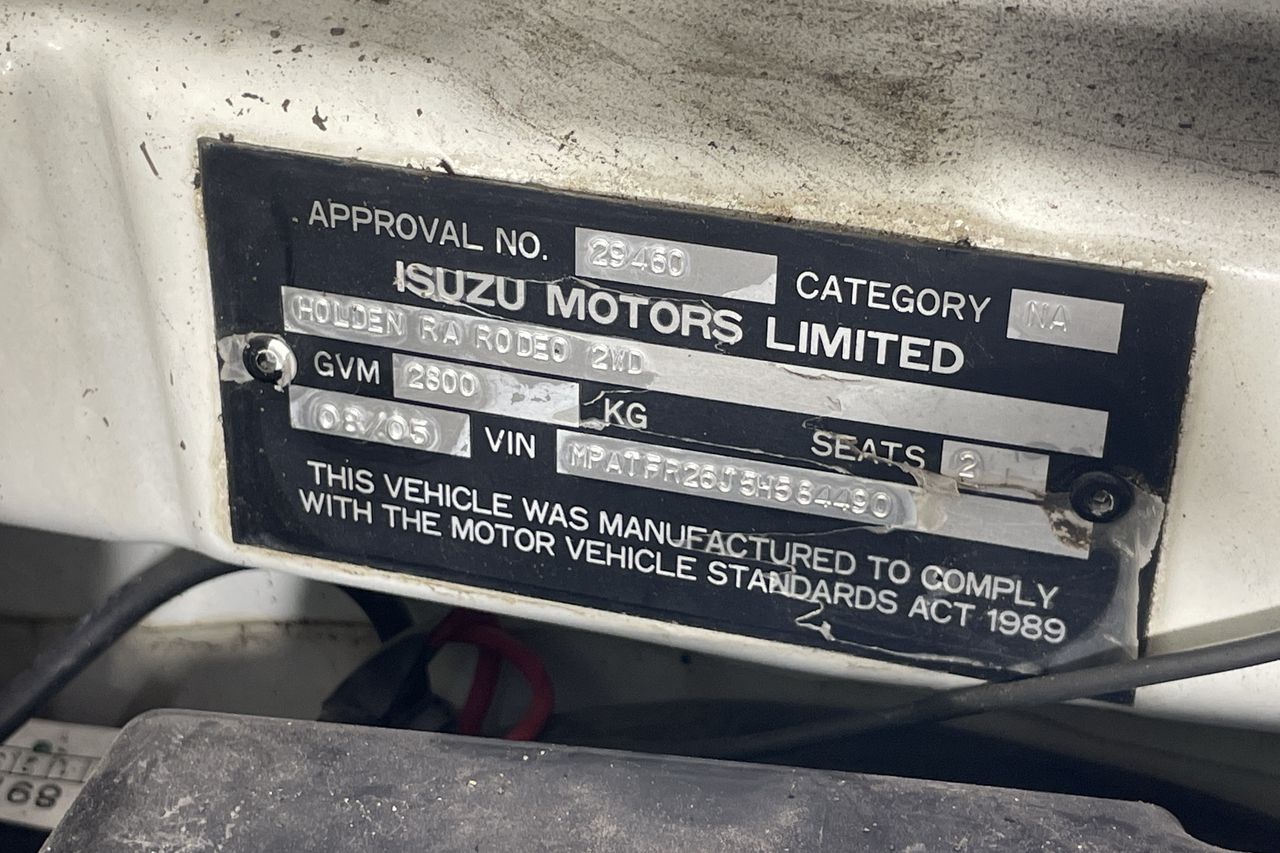 APPROVAL NO. 29460 CATEGORY NA
ISUZU MOTORS LIMITED
HOLDEN RA RODEO 2WD
GVM 2800 KG SEATS 2
08/05 VIN MPATFR26J5H584490
THIS VEHICLE WAS MANUFACTURED TO COMPLY
WITH THE MOTOR VEHICLE STANDARDS ACT 1989